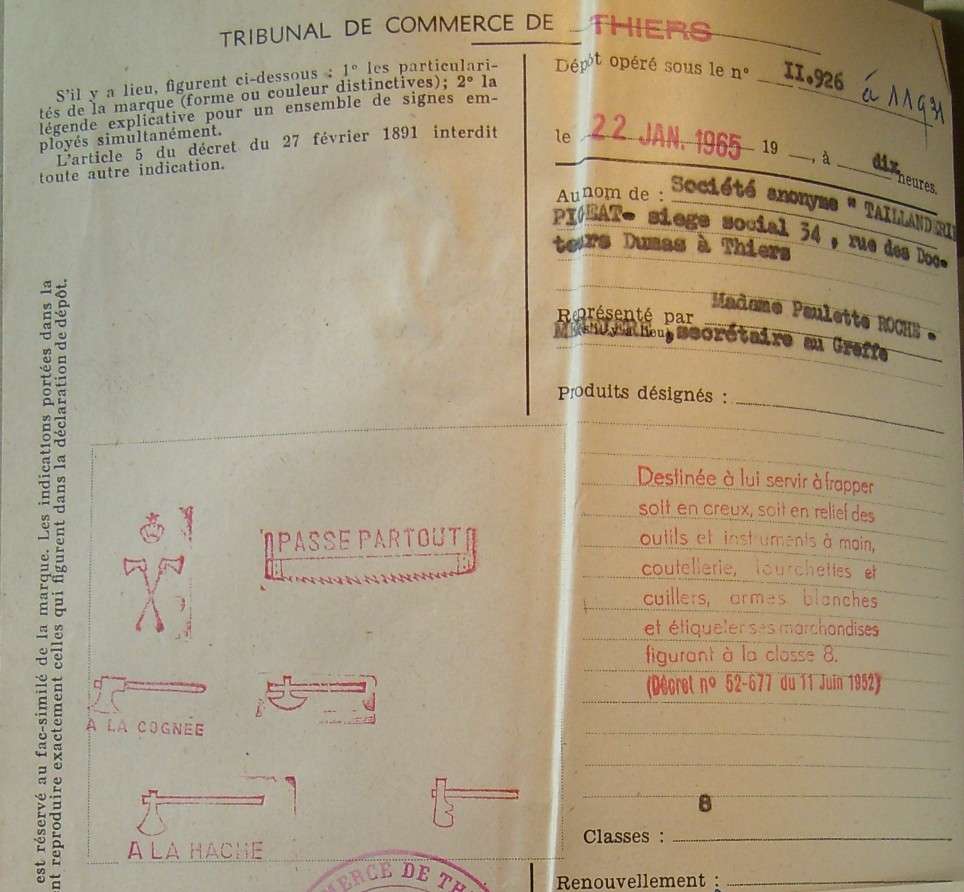 TRIBUNAL DE COMMERCE DE THIERS
S'il y a lieu, figurent ci-dessous : 1° les particulari-
tés de la marque (forme ou couleur distinctives); 2° la
légende explicative pour un ensemble de signes em-
ployés simultanément.
L'article 5 du décret du 27 février 1891 interdit
toute autre indication.
Dépôt opéré sous le n° II.926 à 11931
le 22 JAN. 1965 19 , à dix heures.
Au nom de : Société anonyme " TAILLANDERIE
PIGEAT- siege social 34 , rue des Doc-
teurs Dumas à Thiers
Représenté par Madame Paulette ROCHE -
, secrétaire au Greffe
Produits désignés :
Destinée à lui servir à frapper
soit en creux, soit en relief des
outils et instruments à main,
coutellerie, fourchettes et
cuillers, armes blanches
et étiqueter ses marchandises
figurant à la classe 8.
(Décret n° 52-677 du 11 Juin 1952)
8
Classes :
Renouvellement :
est réservé au fac-similé de la marque. Les indications portées dans la
nt reproduire exactement celles qui figurent dans la déclaration de dépôt.
PASSE PARTOUT
A LA COGNÉE
A LA HACHE
MERCE DE TH